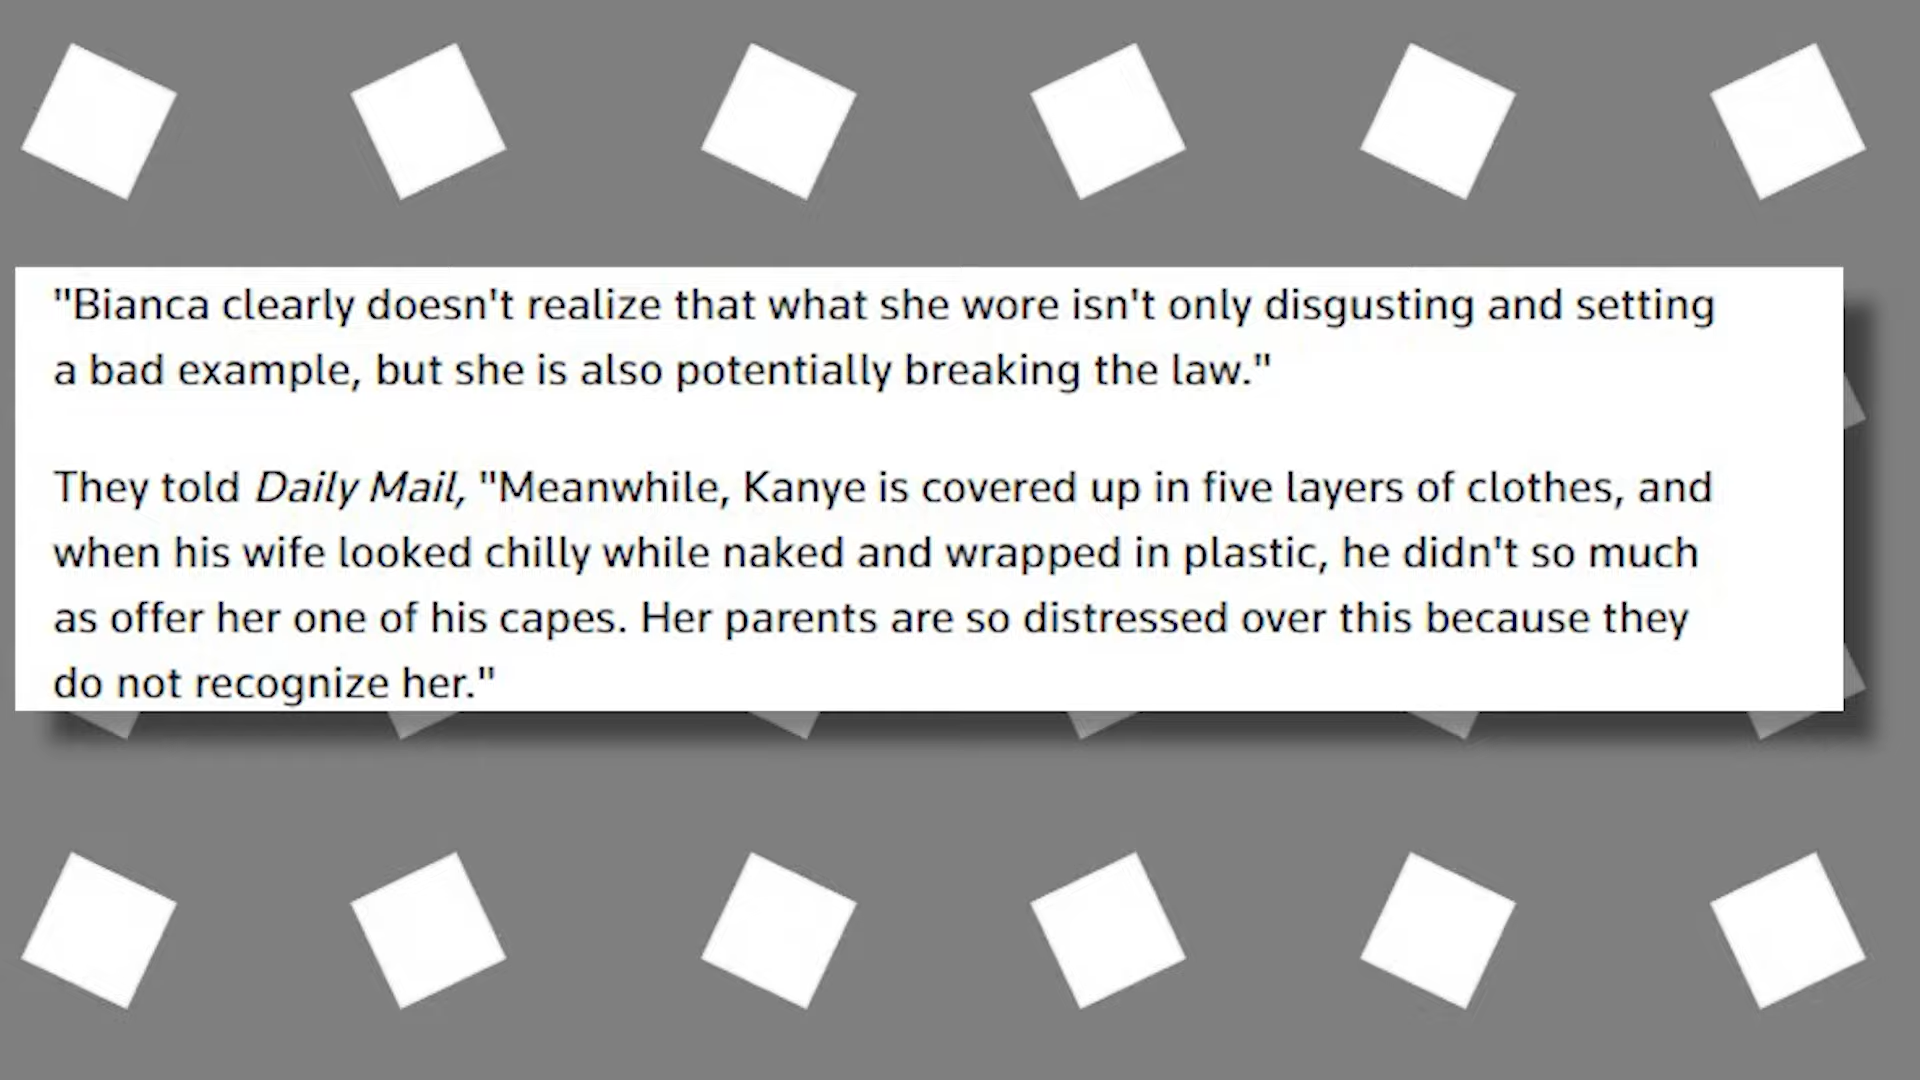 "Bianca clearly doesn't realize that what she wore isn't only disgusting and setting
a bad example, but she is also potentially breaking the law."
They told Daily Mail, "Meanwhile, Kanye is covered up in five layers of clothes, and
when his wife looked chilly while naked and wrapped in plastic, he didn't so much
as offer her one of his capes. Her parents are so distressed over this because they
do not recognize her."